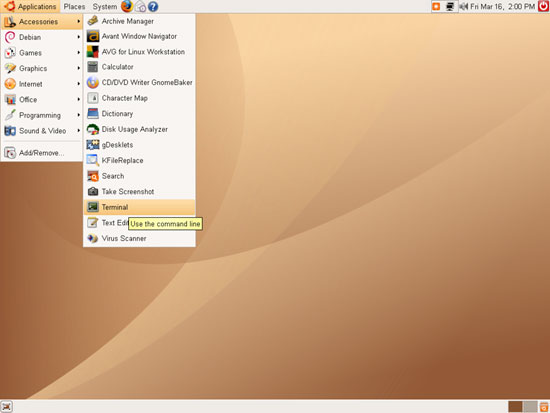 Applications Places System Fri Mar 16, 2:00 PM
Accessories
Debian
Games
Graphics
Internet
Office
Programming
Sound & Video
Add/Remove...
Archive Manager
Avant Window Navigator
AVG for Linux Workstation
Calculator
CD/DVD Writer GnomeBaker
Character Map
Dictionary
Disk Usage Analyzer
gDesklets
KFileReplace
Search
Take Screenshot
Terminal
Text Edi
Use the command line
Virus Scanner